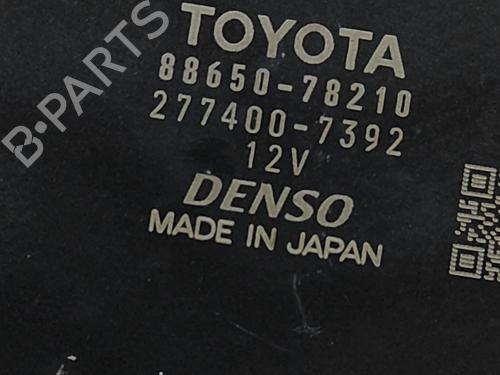 TOYOTA
88650-78210
277400-7392
12V
DENSO
MADE IN JAPAN
B-PARTS